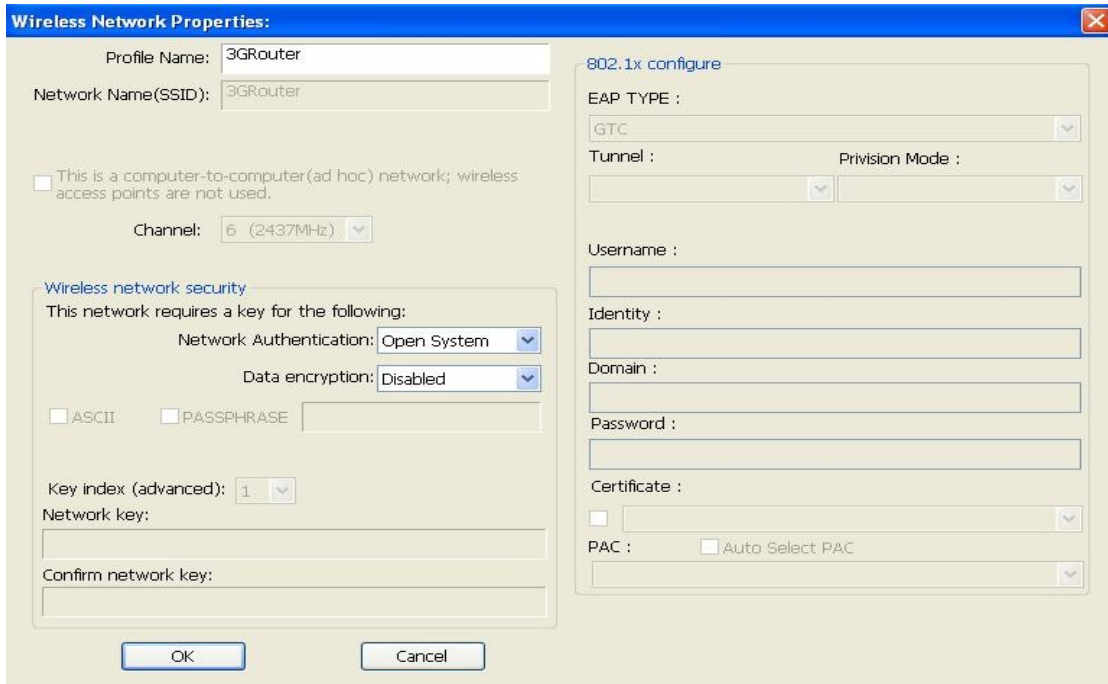 Wireless Network Properties:
Profile Name: 3GRouter
Network Name(SSID): 3GRouter
This is a computer-to-computer(ad hoc) network; wireless
access points are not used.
Channel: 6 (2437MHz)
Wireless network security
This network requires a key for the following:
Network Authentication: Open System
Data encryption: Disabled
ASCII PASSPHRASE
Key index (advanced): 1
Network key:
Confirm network key:
OK Cancel
802.1x configure
EAP TYPE :
GTC
Tunnel : Privision Mode :
Username :
Identity :
Domain :
Password :
Certificate :
PAC : Auto Select PAC